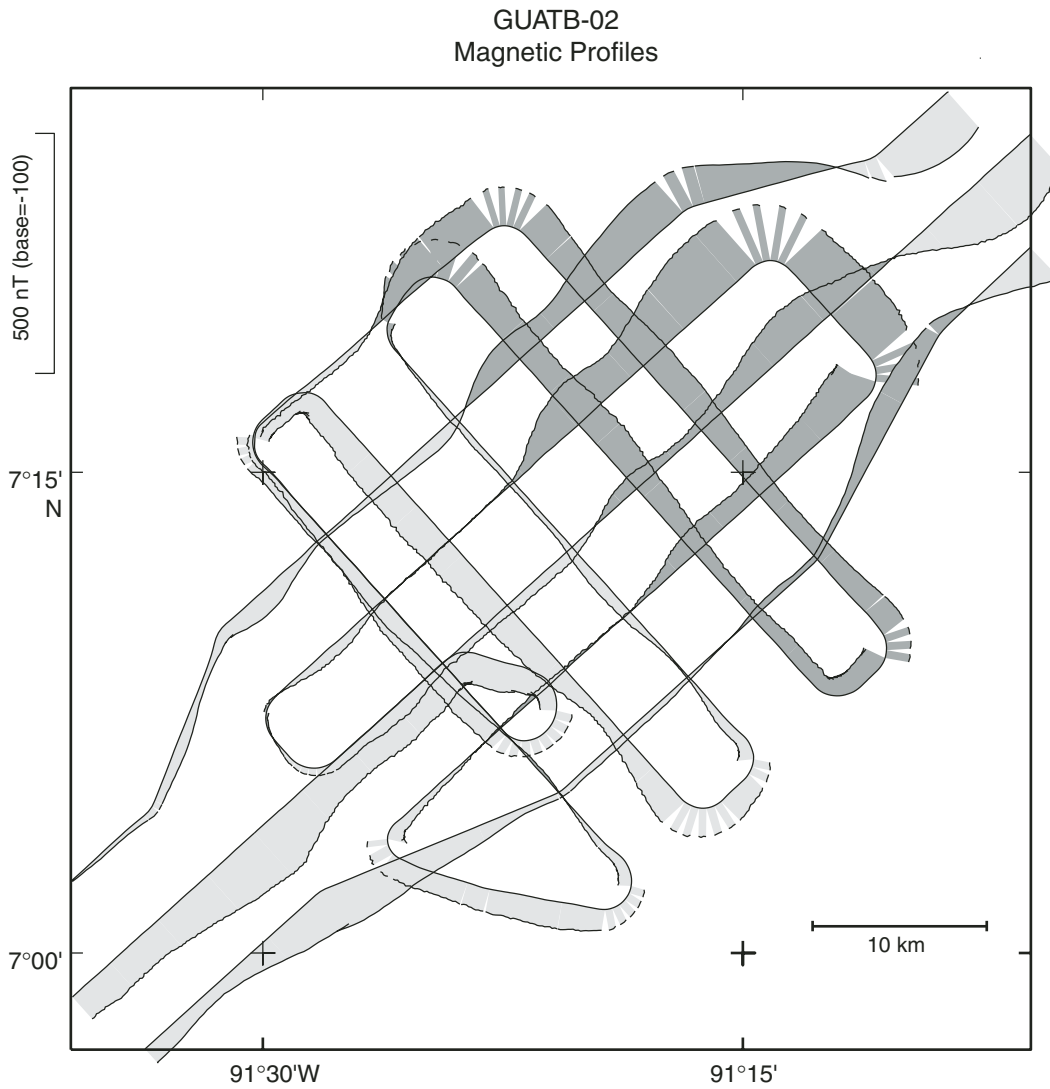 GUATB-02
Magnetic Profiles
500 nT (base=-100)
7°15'
N
7°00'
10 km
91°30'W
91°15'